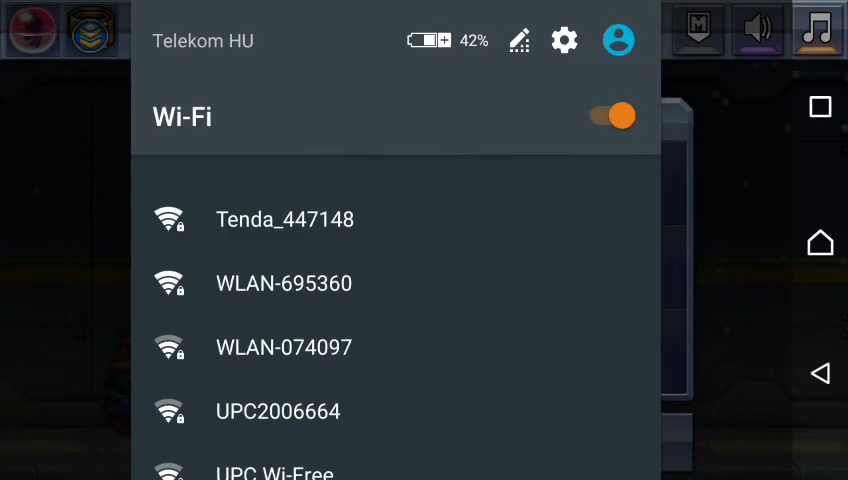 Telekom HU 42%
Wi-Fi
Tenda_447148
WLAN-695360
WLAN-074097
UPC2006664
UPC Wi-Free
M